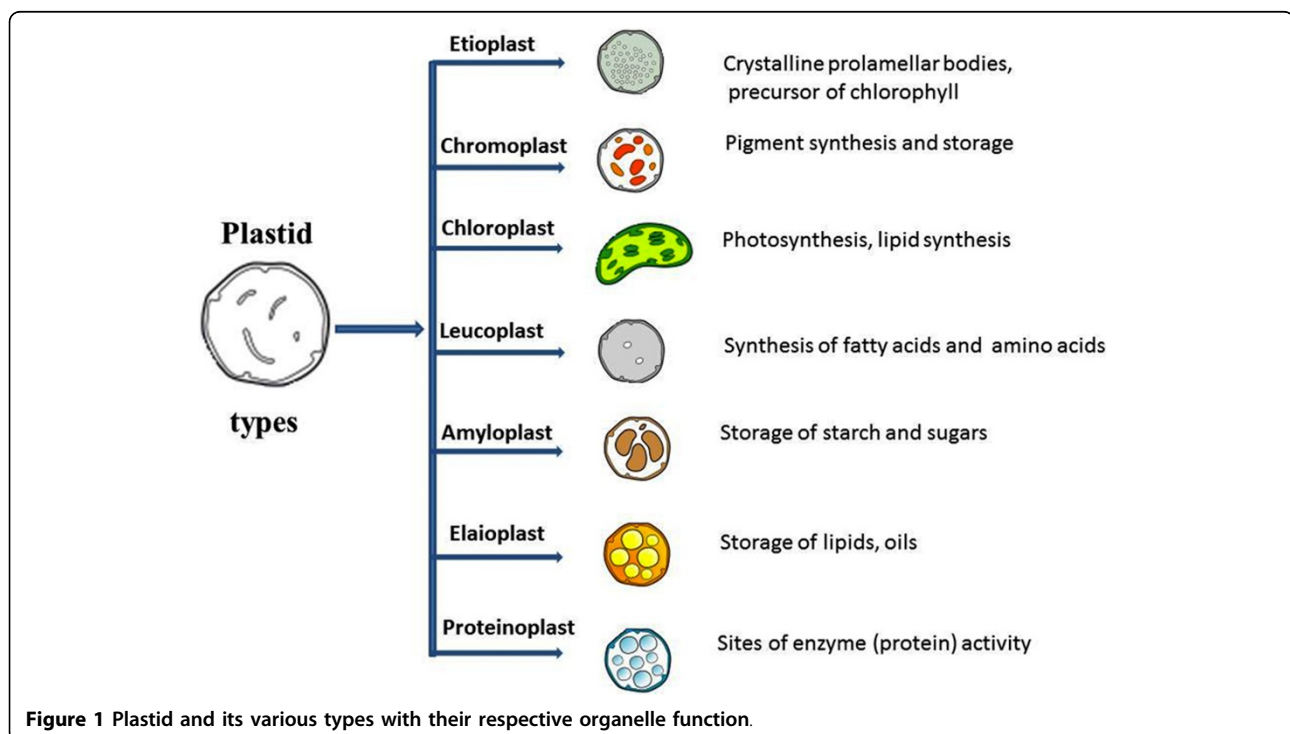 Plastid
types
Etioplast
Crystalline prolamellar bodies,
precursor of chlorophyll
Chromoplast
Pigment synthesis and storage
Chloroplast
Photosynthesis, lipid synthesis
Leucoplast
Synthesis of fatty acids and amino acids
Amyloplast
Storage of starch and sugars
Elaioplast
Storage of lipids, oils
Proteinoplast
Sites of enzyme (protein) activity
Figure 1 Plastid and its various types with their respective organelle function.